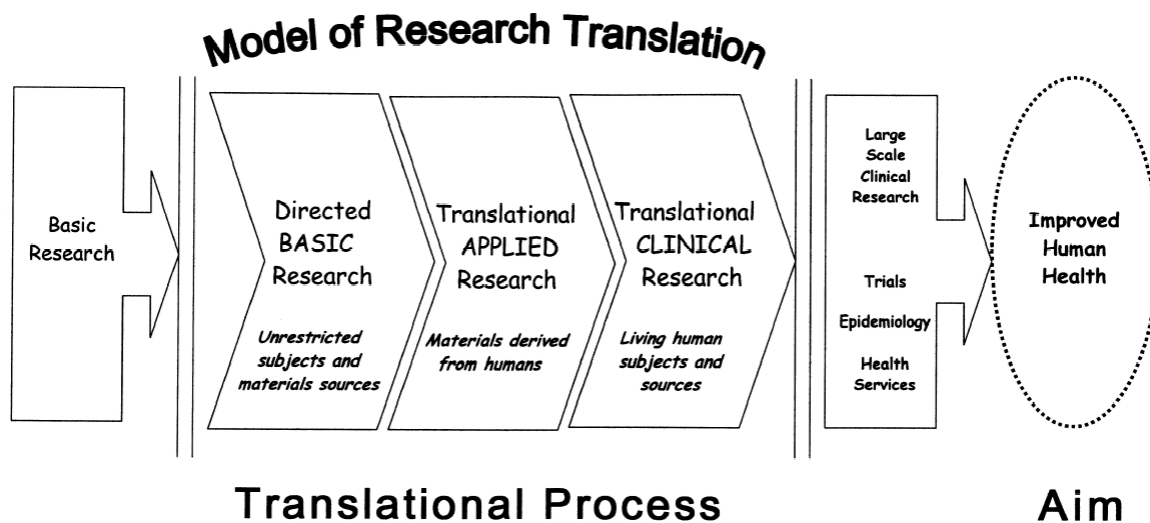 Model of Research Translation
Basic
Research
Directed
BASIC
Research
Unrestricted
subjects and
materials sources
Translational
APPLIED
Research
Materials derived
from humans
Translational
CLINICAL
Research
Living human
subjects and
sources
Large
Scale
Clinical
Research
Trials
Epidemiology
Health
Services
Improved
Human
Health
Translational Process
Aim